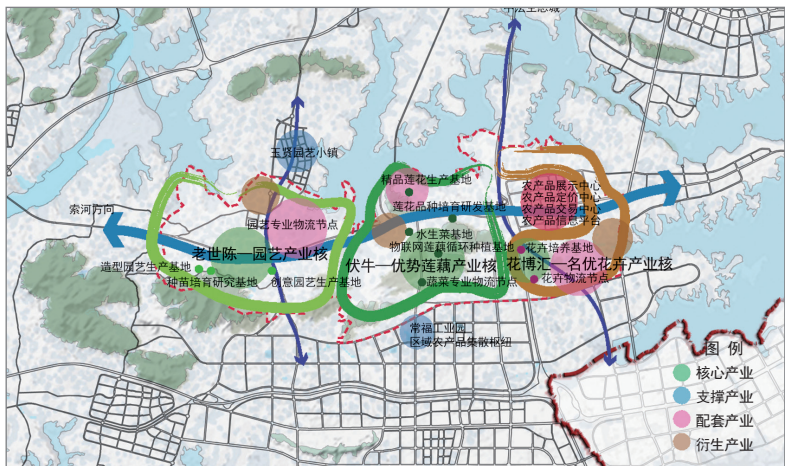 中法生态城
玉贤园艺小镇
精品莲花生产基地
农产品展示中心
农产品定价中心
农产品交易中心
农产品信息平台
索河方向
莲花品种培育研发基地
园艺专业物流节点
水生菜基地
物联网莲藕循环种植基地
花卉培养基地
老世陈—园艺产业核
伏牛—优势莲藕产业核
花博汇—名优花卉产业核
造型园艺生产基地
种苗培育研究基地
创意园艺生产基地
蔬菜专业物流节点
花卉物流节点
常福工业园
区域农产品集散枢纽
图 例
核心产业
支撑产业
配套产业
衍生产业